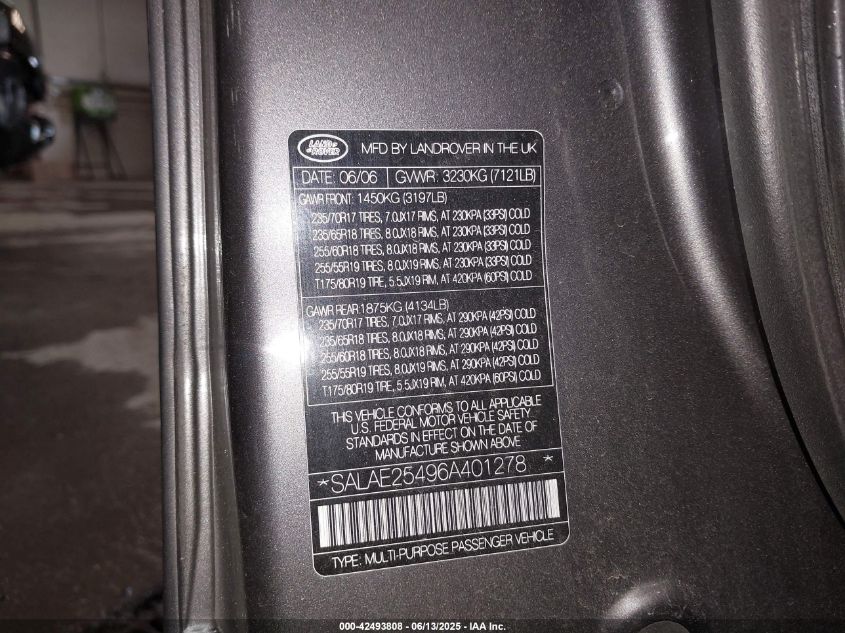 LAND ROVER
MFD BY LANDROVER IN THE UK
DATE: 06/06 GVWR: 3230KG (7121LB)
GAWR FRONT: 1450KG (3197LB)
235/70R17 TIRES, 7.0JX17 RIMS, AT 230KPA (33PSI) COLD
235/65R18 TIRES, 8.0JX18 RIMS, AT 230KPA (33PSI) COLD
255/60R18 TIRES, 8.0JX18 RIMS, AT 230KPA (33PSI) COLD
255/55R19 TIRES, 8.0JX19 RIMS, AT 230KPA (33PSI) COLD
T175/80R19 TIRE, 5.5JX19 RIM, AT 420KPA (60PSI) COLD
GAWR REAR: 1875KG (4134LB)
235/70R17 TIRES, 7.0JX17 RIMS, AT 290KPA (42PSI) COLD
235/65R18 TIRES, 8.0JX18 RIMS, AT 290KPA (42PSI) COLD
255/60R18 TIRES, 8.0JX18 RIMS, AT 290KPA (42PSI) COLD
255/55R19 TIRES, 8.0JX19 RIMS, AT 290KPA (42PSI) COLD
T175/80R19 TIRE, 5.5JX19 RIM, AT 420KPA (60PSI) COLD
THIS VEHICLE CONFORMS TO ALL APPLICABLE
U.S. FEDERAL MOTOR VEHICLE SAFETY
STANDARDS IN EFFECT ON THE DATE OF
MANUFACTURE SHOWN ABOVE
*SALAE25496A401278*
TYPE: MULTI-PURPOSE PASSENGER VEHICLE
000-42493808 - 06/13/2025 - IAA Inc.